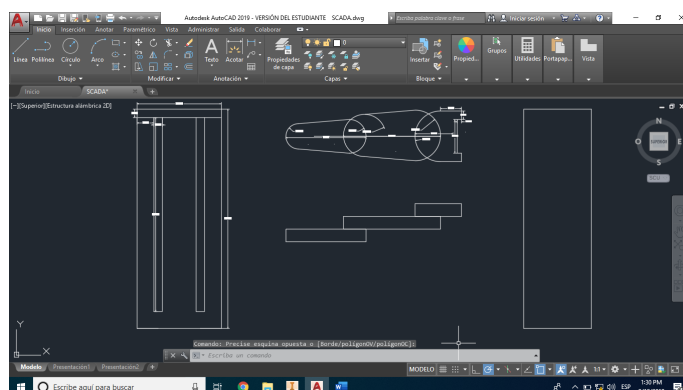 Autodesk AutoCAD 2019 - VERSIÓN DEL ESTUDIANTE SCADA.dwg
Escriba palabra clave o frase
Iniciar sesión
Inicio Inserción Anotar Paramétrico Vista Administrar Salida Colaborar
Línea Polilínea Círculo Arco
Texto Acotar
Propiedades de capa
0
Insertar
Propied...
Grupos
Utilidades
Portapap...
Vista
Dibujo
Modificar
Anotación
Capas
Bloque
Inicio SCADA*
[−][Superior][Estructura alámbrica 2D]
N
O SUPERIOR E
S
SCU
Y
X
Comando: Precise esquina opuesta o [Borde/polígonOV/polígonOC]:
Escriba un comando
Modelo Presentación1 Presentación2
MODELO
1:1
Escribe aquí para buscar
ESP
1:30 PM